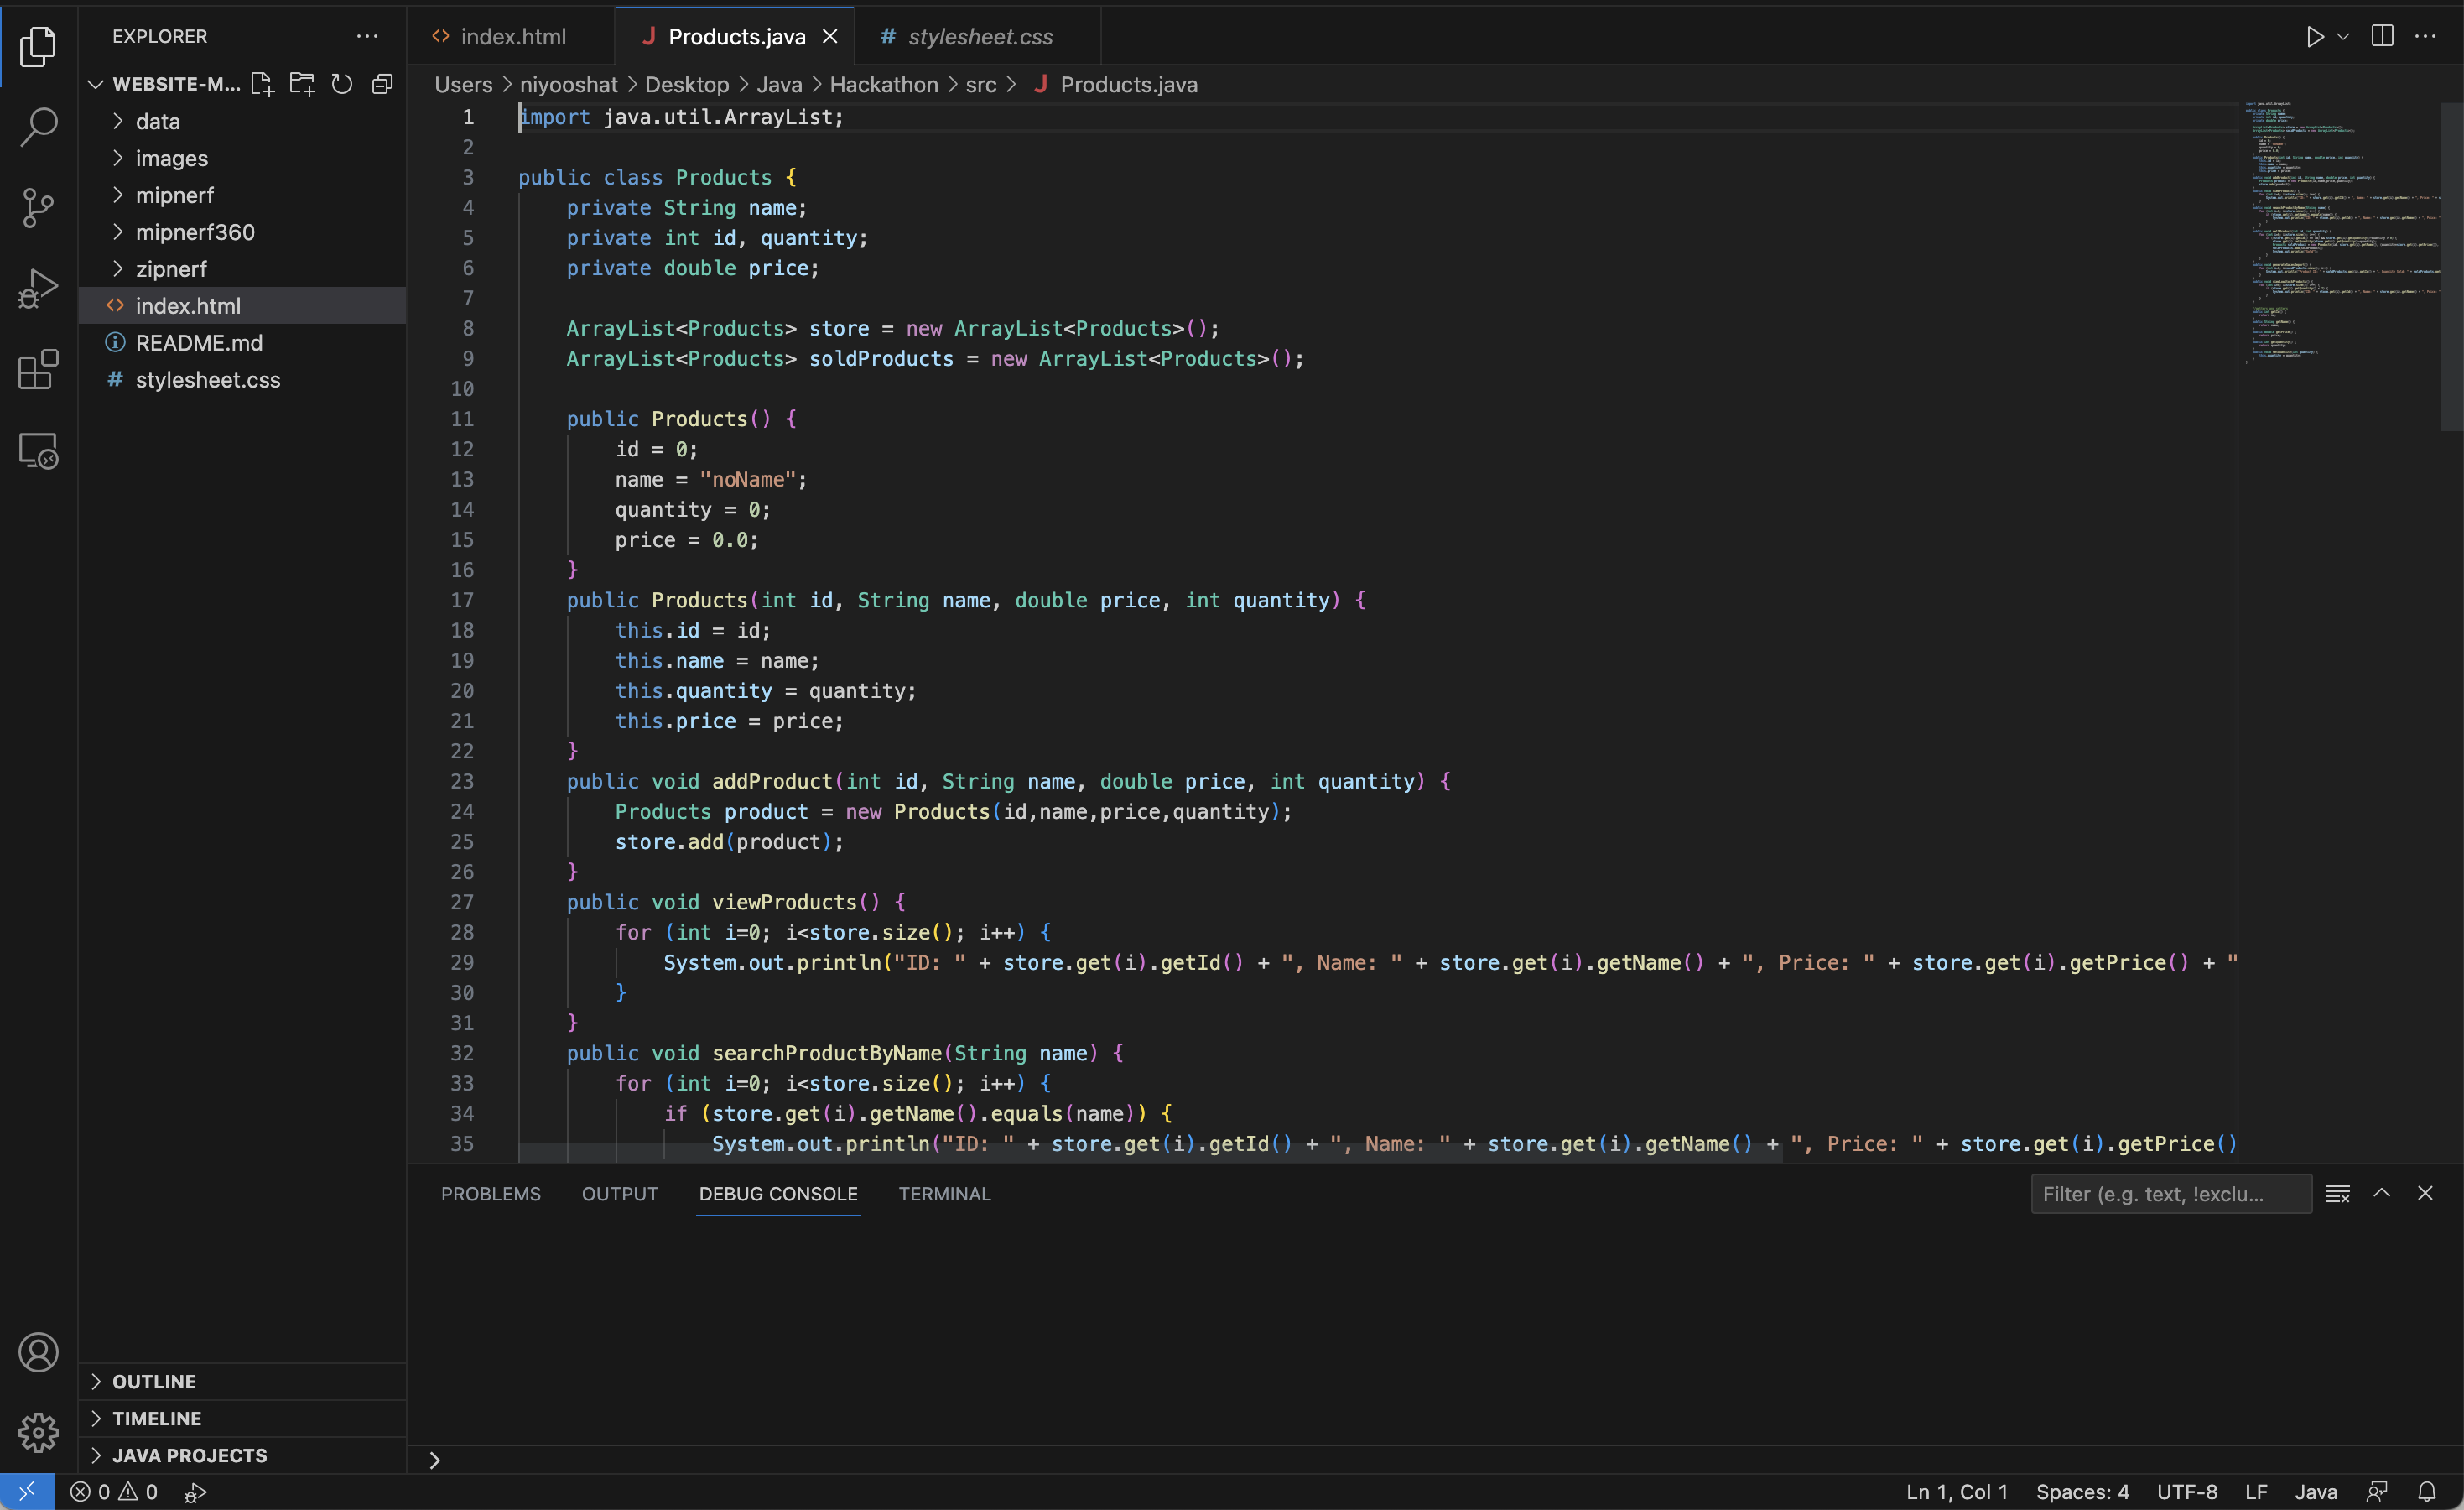 EXPLORER
WEBSITE-M...
data
images
mipnerf
mipnerf360
zipnerf
index.html
README.md
stylesheet.css
OUTLINE
TIMELINE
JAVA PROJECTS
index.html
Products.java
stylesheet.css
Users > niyooshat > Desktop > Java > Hackathon > src > Products.java
1 import java.util.ArrayList;
2
3 public class Products {
4 private String name;
5 private int id, quantity;
6 private double price;
7
8 ArrayList<Products> store = new ArrayList<Products>();
9 ArrayList<Products> soldProducts = new ArrayList<Products>();
10
11 public Products() {
12 id = 0;
13 name = "noName";
14 quantity = 0;
15 price = 0.0;
16 }
17 public Products(int id, String name, double price, int quantity) {
18 this.id = id;
19 this.name = name;
20 this.quantity = quantity;
21 this.price = price;
22 }
23 public void addProduct(int id, String name, double price, int quantity) {
24 Products product = new Products(id,name,price,quantity);
25 store.add(product);
26 }
27 public void viewProducts() {
28 for (int i=0; i<store.size(); i++) {
29 System.out.println("ID: " + store.get(i).getId() + ", Name: " + store.get(i).getName() + ", Price: " + store.get(i).getPrice() + "
30 }
31 }
32 public void searchProductByName(String name) {
33 for (int i=0; i<store.size(); i++) {
34 if (store.get(i).getName().equals(name)) {
35 System.out.println("ID: " + store.get(i).getId() + ", Name: " + store.get(i).getName() + ", Price: " + store.get(i).getPrice()
PROBLEMS OUTPUT DEBUG CONSOLE TERMINAL
Filter (e.g. text, !exclu...
0 0
Ln 1, Col 1 Spaces: 4 UTF-8 LF Java